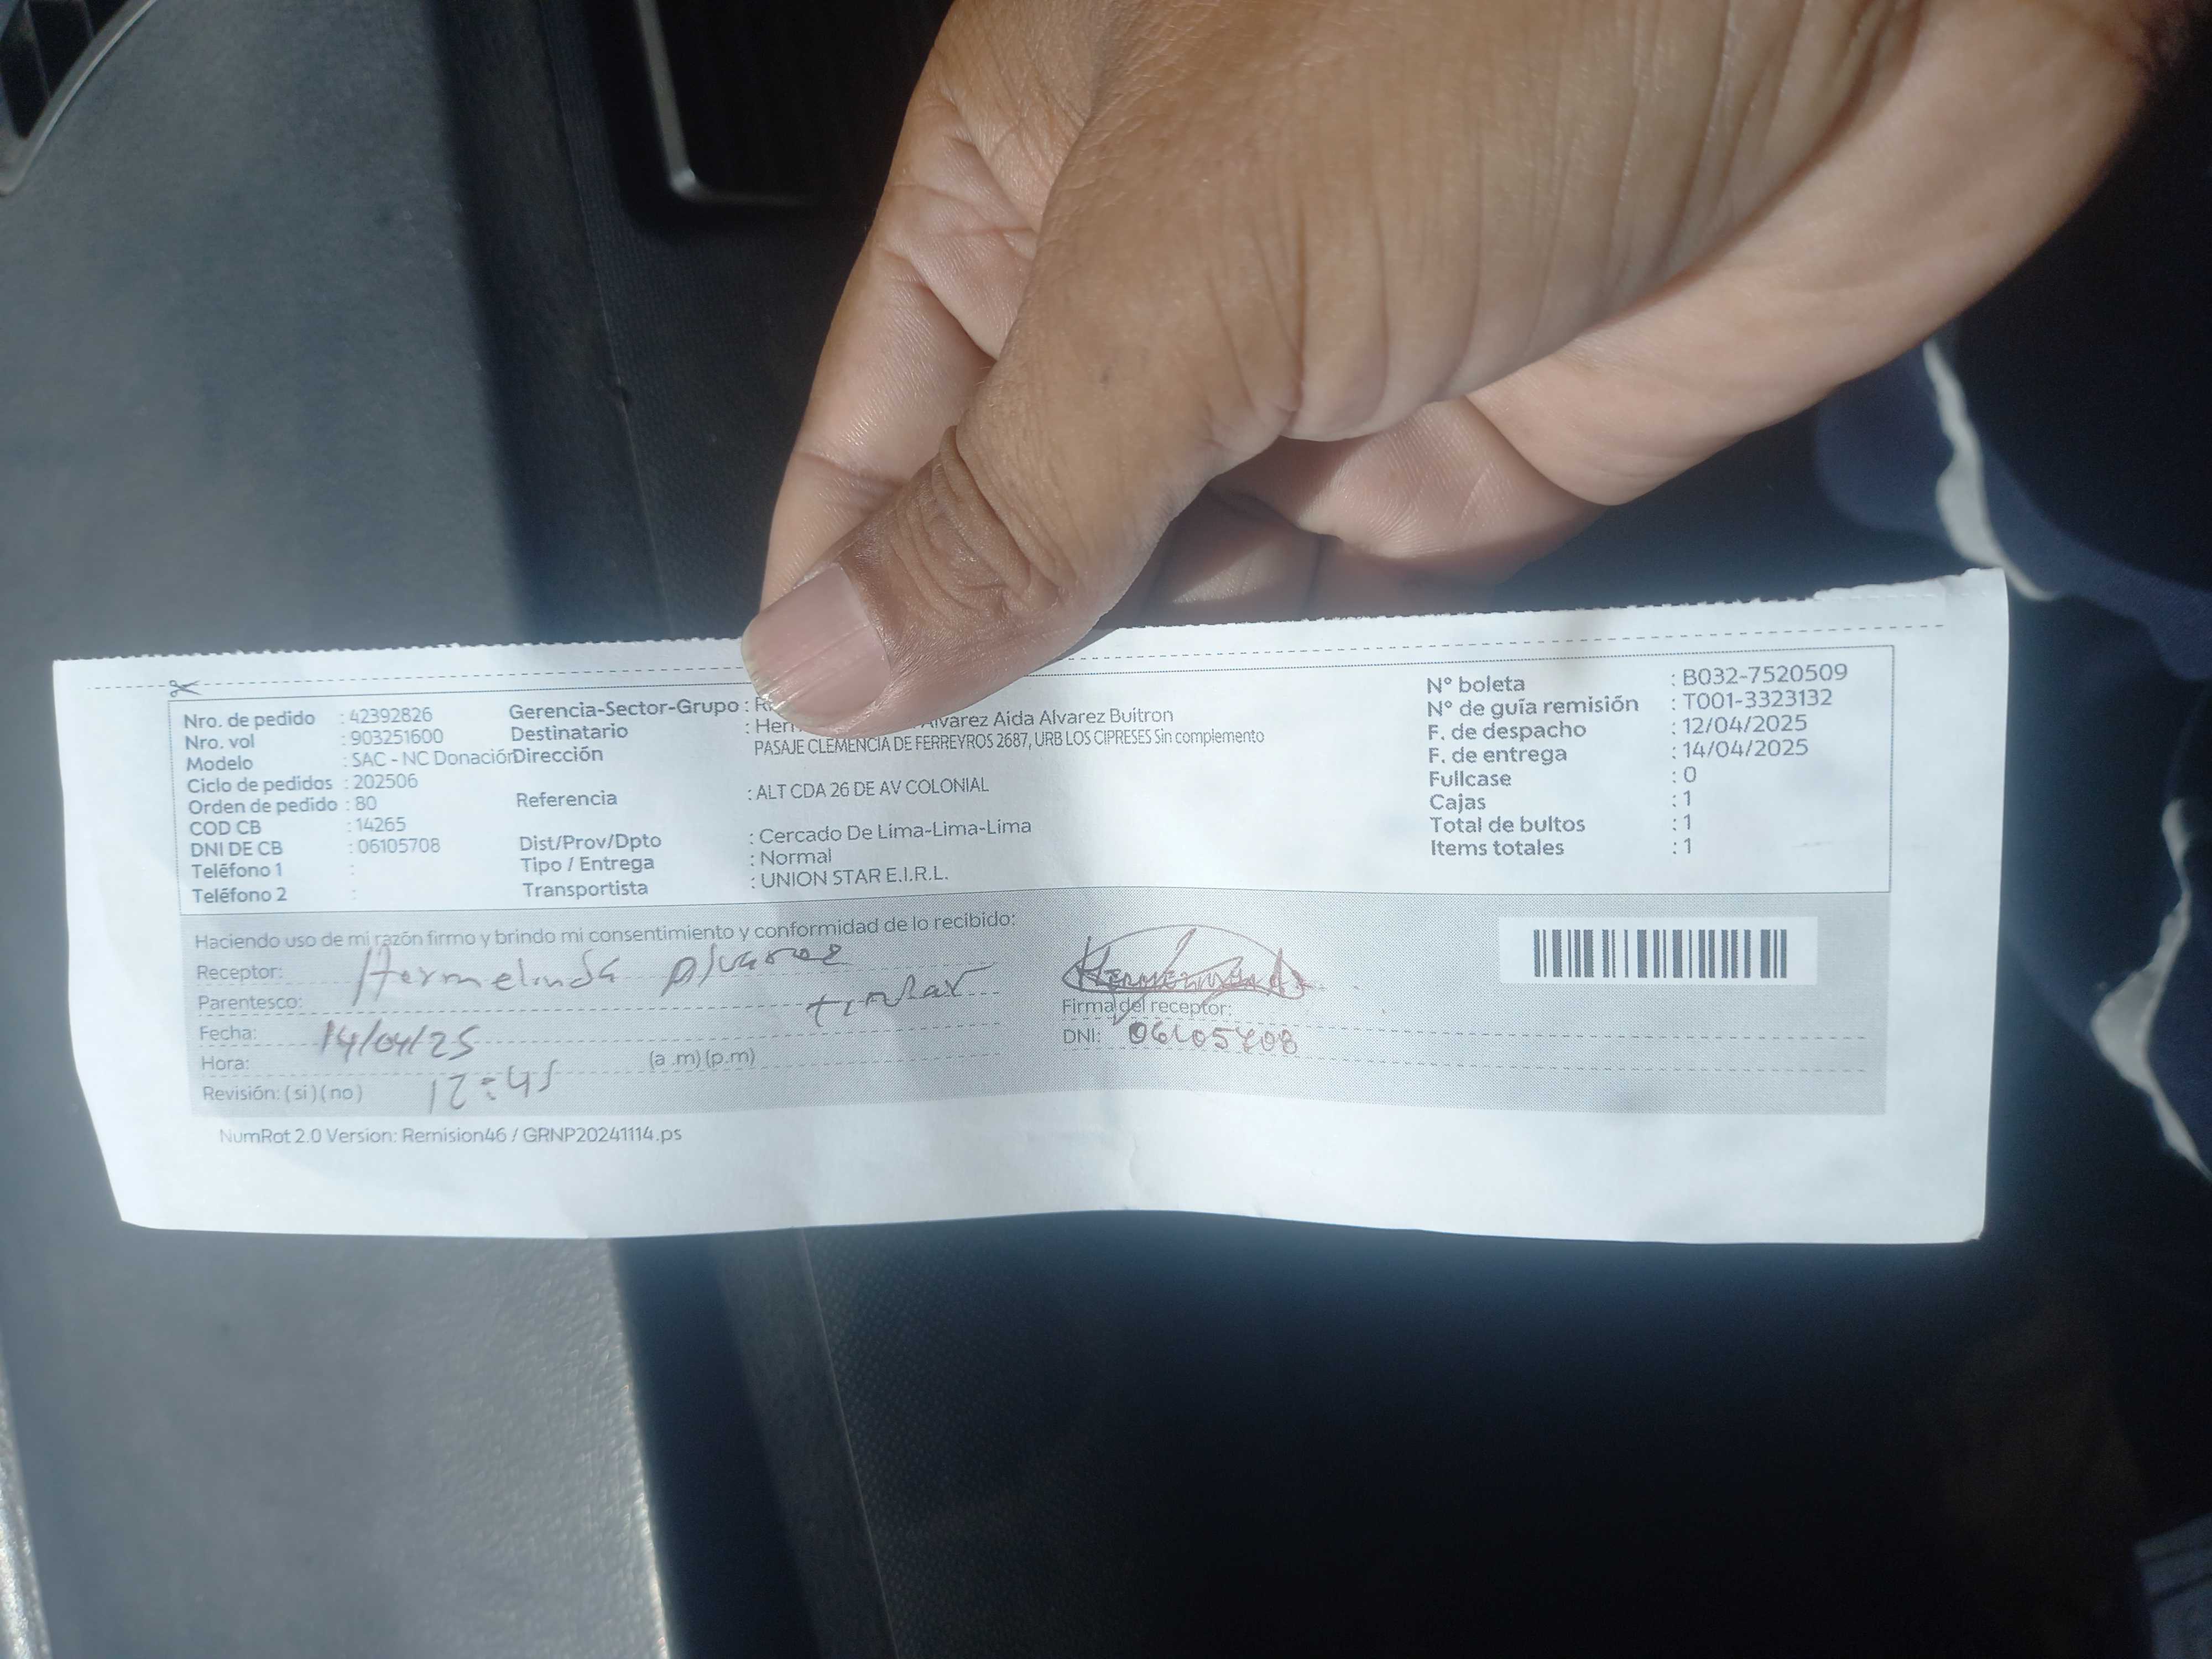 Nro. de pedido : 42392826 Gerencia-Sector-Grupo :
Nro. vol : 903251600 Destinatario : Alvarez Aida Alvarez Buitron
Modelo : SAC - NC Donación Dirección PASAJE CLEMENCIA DE FERREYROS 2687, URB LOS CIPRESES Sin complemento
Ciclo de pedidos : 202506
Orden de pedido : 80 Referencia : ALT CDA 26 DE AV COLONIAL
COD CB : 14265
DNI DE CB : 06105708 Dist/Prov/Dpto : Cercado De Lima-Lima-Lima
Teléfono 1 : Tipo / Entrega : Normal
Teléfono 2 : Transportista : UNION STAR E.I.R.L.
N° boleta : B032-7520509
N° de guía remisión : T001-3323132
F. de despacho : 12/04/2025
F. de entrega : 14/04/2025
Fullcase : 0
Cajas : 1
Total de bultos : 1
Items totales : 1
Haciendo uso de mi razón firmo y brindo mi consentimiento y conformidad de lo recibido:
Receptor: Hermelinda Alvarez
Parentesco: titular
Fecha: 14/04/25
Hora: 12:45 (a .m) (p.m)
Revisión: ( si ) ( no )
Firma del receptor:
DNI: 06105708
NumRot 2.0 Version: Remision46 / GRNP20241114.ps